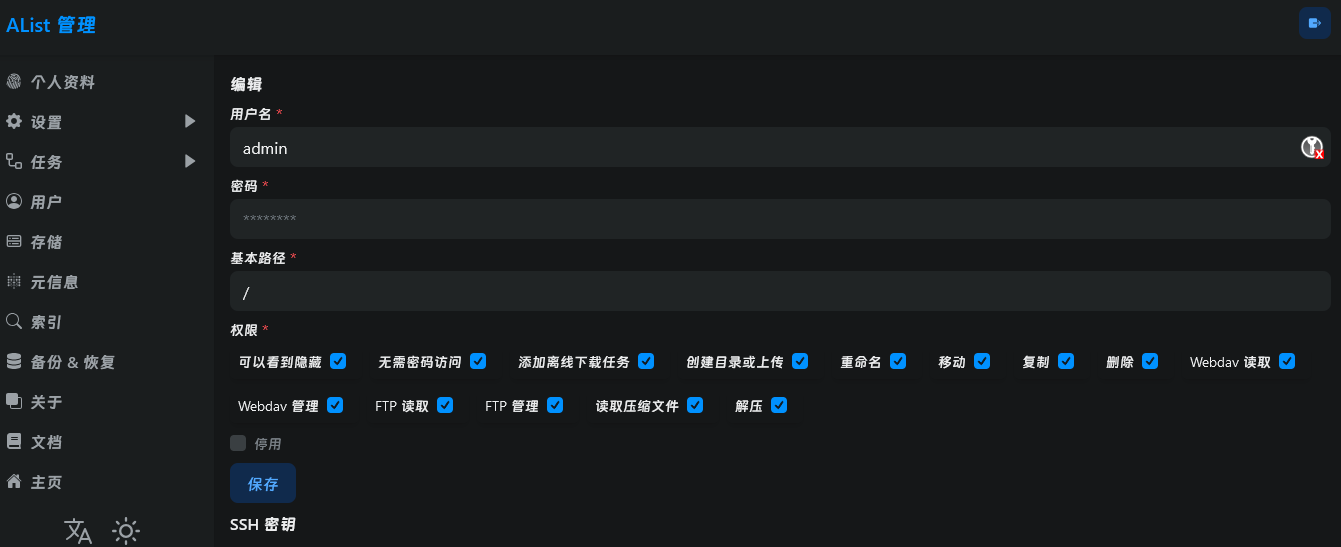 AList 管理
个人资料
设置
任务
用户
存储
元信息
索引
备份 & 恢复
关于
文档
主页
编辑
用户名 *
admin
密码 *
********
基本路径 *
/
权限 *
可以看到隐藏 无需密码访问 添加离线下载任务 创建目录或上传 重命名 移动 复制 删除 Webdav 读取
Webdav 管理 FTP 读取 FTP 管理 读取压缩文件 解压
停用
保存
SSH 密钥